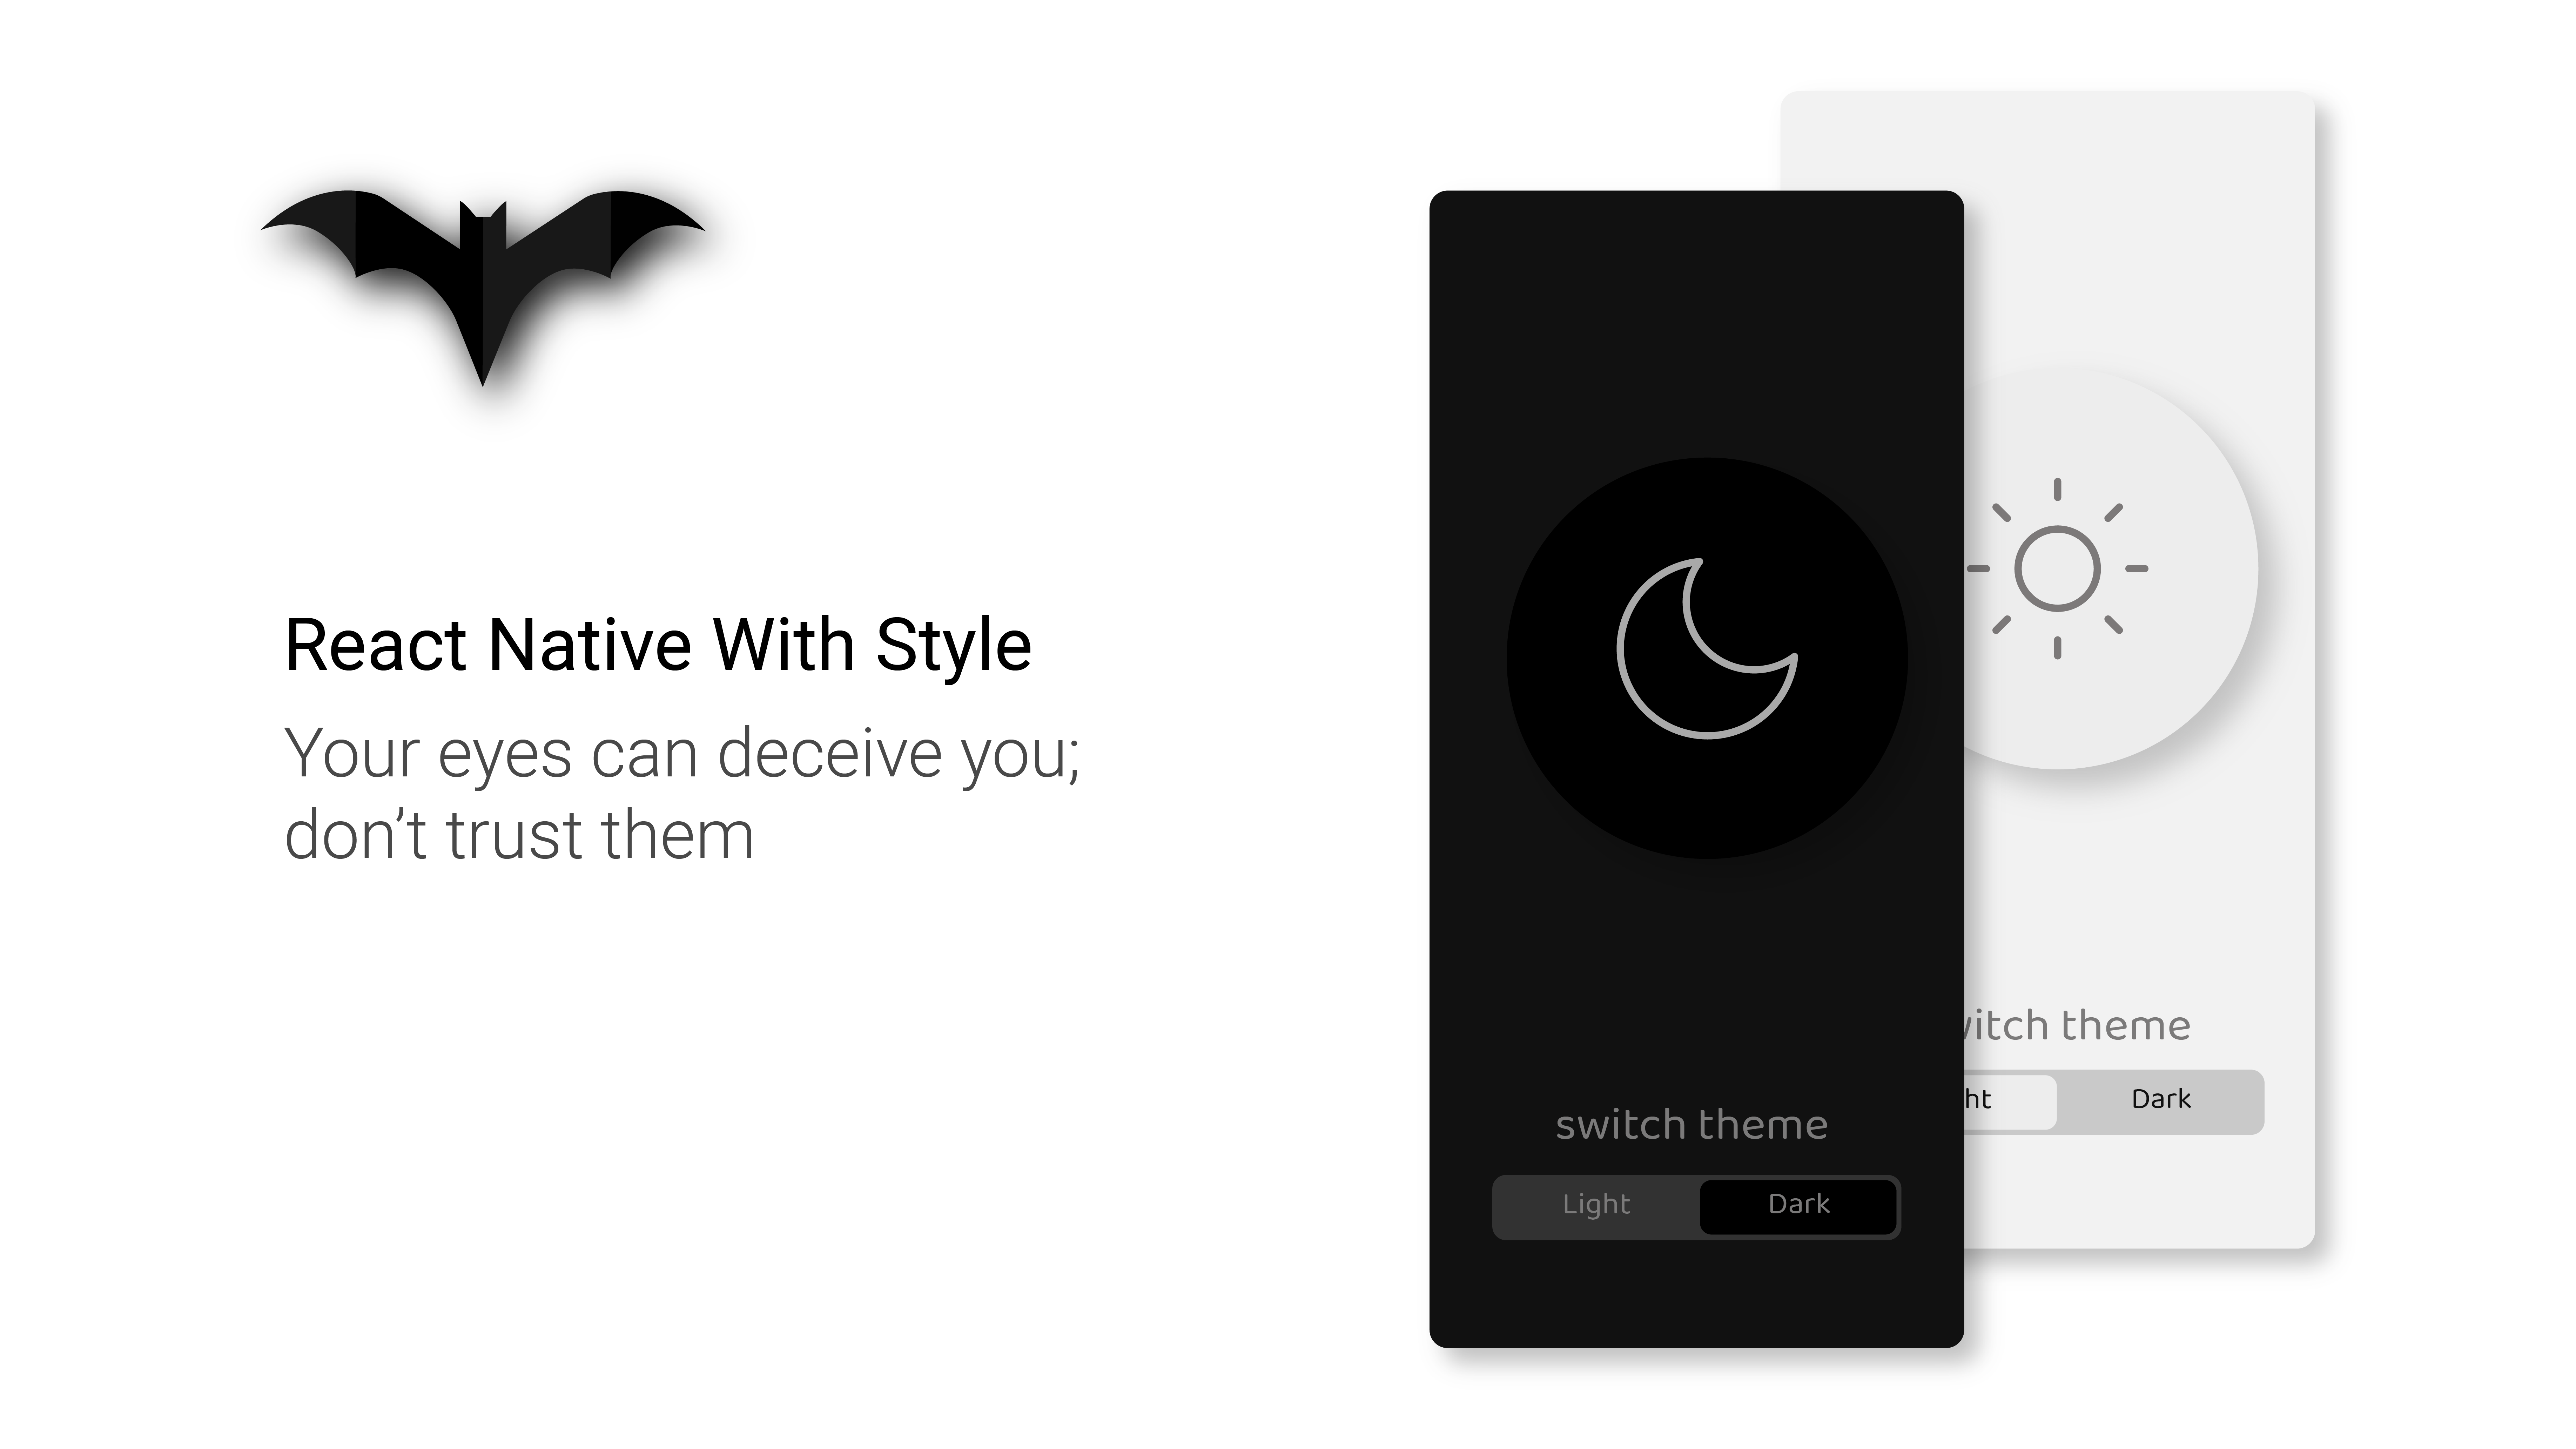 React Native With Style
Your eyes can deceive you;
don’t trust them
switch theme
Light Dark
itch theme
ht Dark